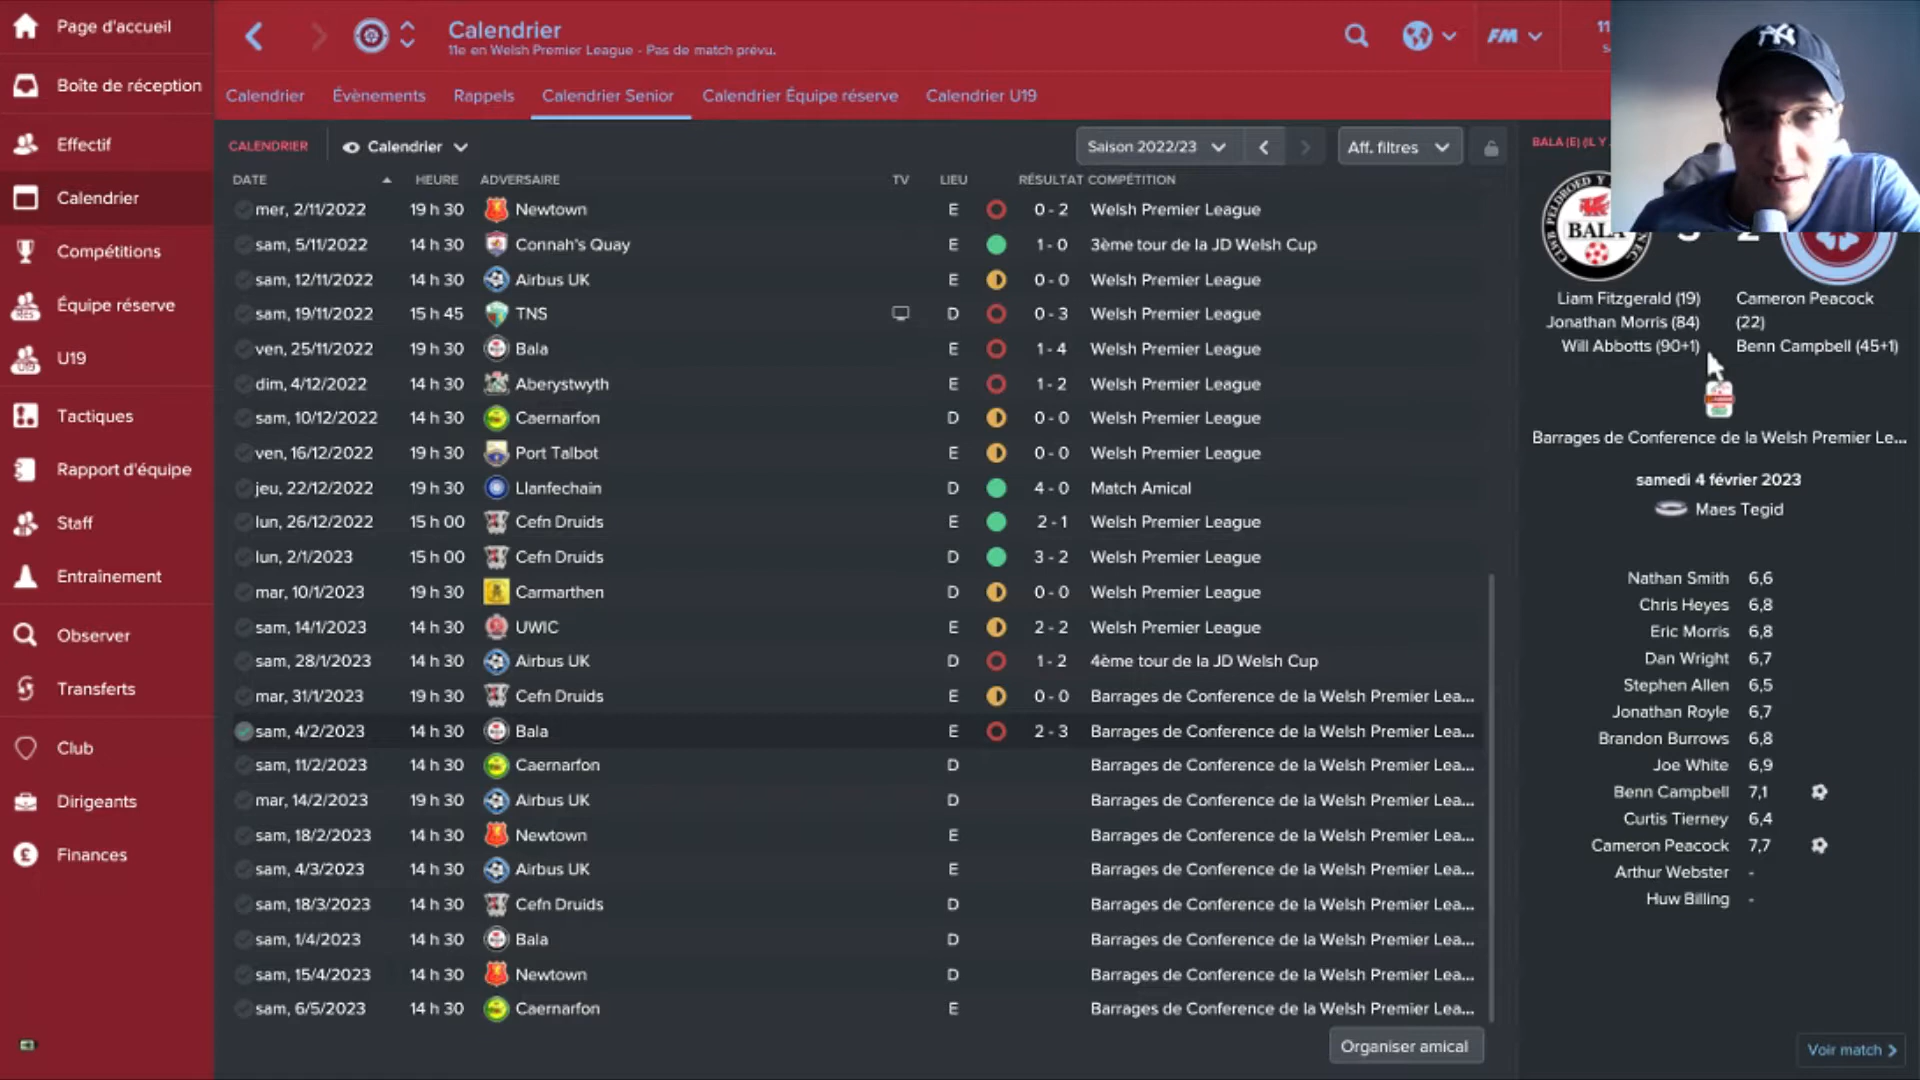 Page d'accueil
Boîte de réception
Effectif
Calendrier
Compétitions
Équipe réserve
U19
Tactiques
Rapport d'équipe
Staff
Entraînement
Observer
Transferts
Club
Dirigeants
Finances
Calendrier
11e en Welsh Premier League - Pas de match prévu.
FM
Calendrier Évènements Rappels Calendrier Senior Calendrier Équipe réserve Calendrier U19
CALENDRIER Calendrier Saison 2022/23 Aff. filtres
DATE HEURE ADVERSAIRE TV LIEU RÉSULTAT COMPÉTITION
mer, 2/11/2022 19 h 30 Newtown E 0 - 2 Welsh Premier League
sam, 5/11/2022 14 h 30 Connah's Quay E 1 - 0 3ème tour de la JD Welsh Cup
sam, 12/11/2022 14 h 30 Airbus UK E 0 - 0 Welsh Premier League
sam, 19/11/2022 15 h 45 TNS D 0 - 3 Welsh Premier League
ven, 25/11/2022 19 h 30 Bala E 1 - 4 Welsh Premier League
dim, 4/12/2022 14 h 30 Aberystwyth E 1 - 2 Welsh Premier League
sam, 10/12/2022 14 h 30 Caernarfon D 0 - 0 Welsh Premier League
ven, 16/12/2022 19 h 30 Port Talbot E 0 - 0 Welsh Premier League
jeu, 22/12/2022 19 h 30 Llanfechain D 4 - 0 Match Amical
lun, 26/12/2022 15 h 00 Cefn Druids E 2 - 1 Welsh Premier League
lun, 2/1/2023 15 h 00 Cefn Druids D 3 - 2 Welsh Premier League
mar, 10/1/2023 19 h 30 Carmarthen D 0 - 0 Welsh Premier League
sam, 14/1/2023 14 h 30 UWIC E 2 - 2 Welsh Premier League
sam, 28/1/2023 14 h 30 Airbus UK D 1 - 2 4ème tour de la JD Welsh Cup
mar, 31/1/2023 19 h 30 Cefn Druids E 0 - 0 Barrages de Conference de la Welsh Premier Lea...
sam, 4/2/2023 14 h 30 Bala E 2 - 3 Barrages de Conference de la Welsh Premier Lea...
sam, 11/2/2023 14 h 30 Caernarfon D Barrages de Conference de la Welsh Premier Lea...
mar, 14/2/2023 19 h 30 Airbus UK D Barrages de Conference de la Welsh Premier Lea...
sam, 18/2/2023 14 h 30 Newtown E Barrages de Conference de la Welsh Premier Lea...
sam, 4/3/2023 14 h 30 Airbus UK E Barrages de Conference de la Welsh Premier Lea...
sam, 18/3/2023 14 h 30 Cefn Druids D Barrages de Conference de la Welsh Premier Lea...
sam, 1/4/2023 14 h 30 Bala D Barrages de Conference de la Welsh Premier Lea...
sam, 15/4/2023 14 h 30 Newtown D Barrages de Conference de la Welsh Premier Lea...
sam, 6/5/2023 14 h 30 Caernarfon E Barrages de Conference de la Welsh Premier Lea...
Organiser amical
BALA (E) (IL Y
BALA
Liam Fitzgerald (19)
Jonathan Morris (84)
Will Abbotts (90+1)
Cameron Peacock
(22)
Benn Campbell (45+1)
Barrages de Conference de la Welsh Premier Le...
samedi 4 février 2023
Maes Tegid
Nathan Smith 6,6
Chris Heyes 6,8
Eric Morris 6,8
Dan Wright 6,7
Stephen Allen 6,5
Jonathan Royle 6,7
Brandon Burrows 6,8
Joe White 6,9
Benn Campbell 7,1
Curtis Tierney 6,4
Cameron Peacock 7,7
Arthur Webster -
Huw Billing -
Voir match